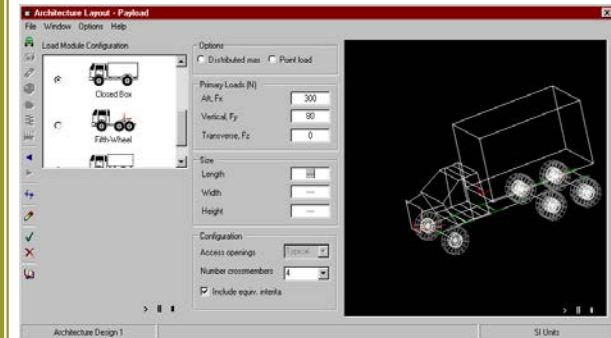 Architecture Layout - Payload
File Window Options Help
Load Module Configuration
Closed Box
Fifth-Wheel
Options
Distributed mas Point load
Primary Loads (N)
Aft, Fx 300
Vertical, Fy 80
Transverse, Fz 0
Size
Length
Width
Height
Configuration
Access openings Typical
Number crossmembers 4
Include equiv. interita
Architecture Design 1
SI Units